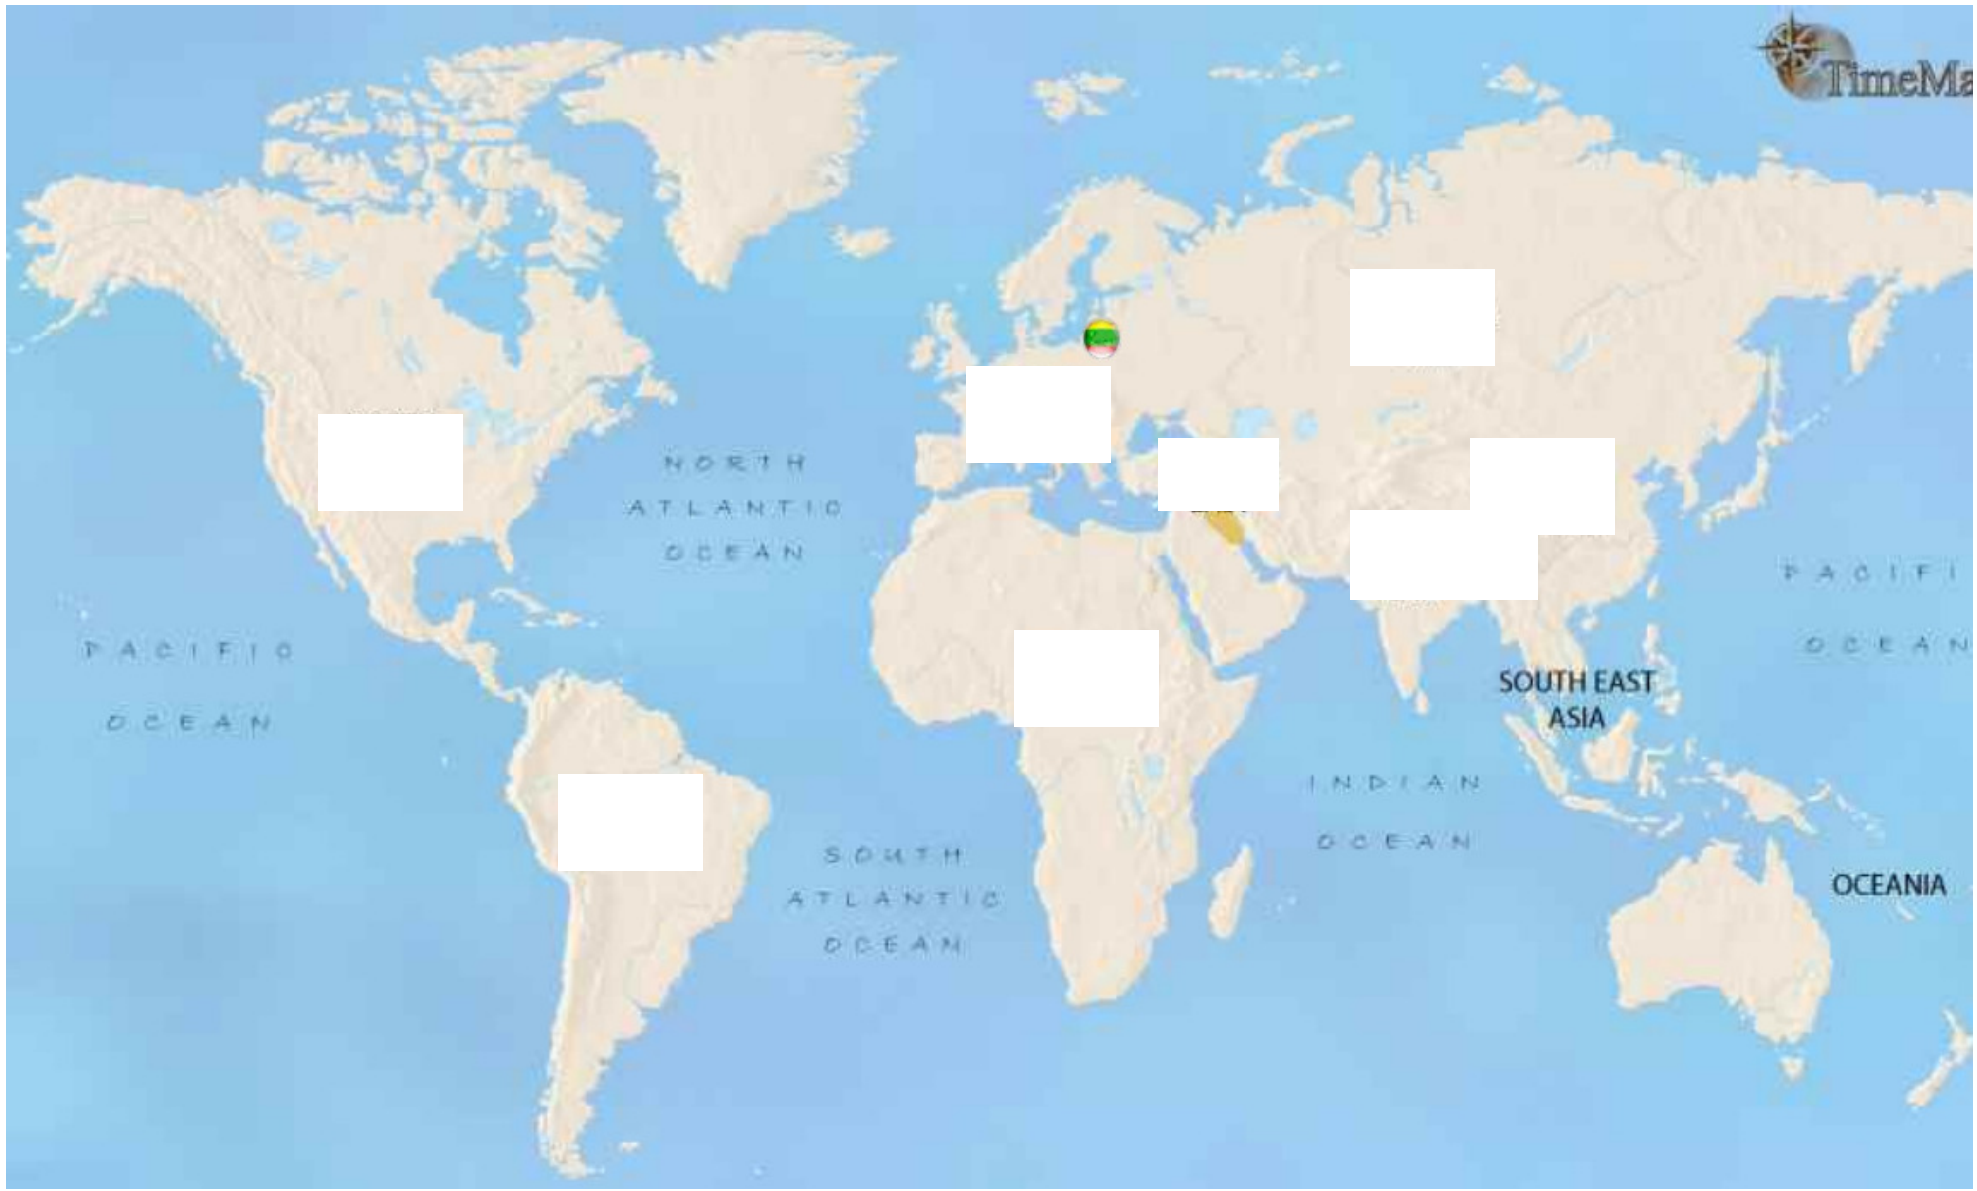 TimeMa
NORTH
ATLANTIC
OCEAN
PACIFI
OCEAN
PACIFIC
OCEAN
SOUTH EAST
ASIA
INDIAN
OCEAN
SOUTH
ATLANTIC
OCEAN
OCEANIA